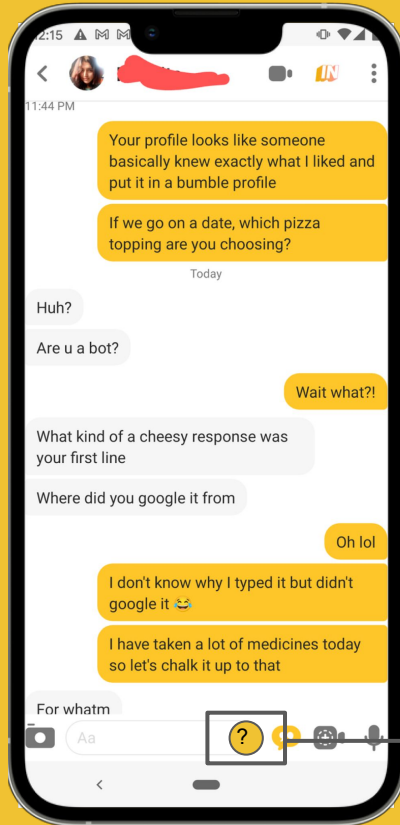 2:15
11:44 PM
Your profile looks like someone
basically knew exactly what I liked and
put it in a bumble profile
If we go on a date, which pizza
topping are you choosing?
Today
Huh?
Are u a bot?
Wait what?!
What kind of a cheesy response was
your first line
Where did you google it from
Oh lol
I don't know why I typed it but didn't
google it 😂
I have taken a lot of medicines today
so let's chalk it up to that
For whatm
Aa
?